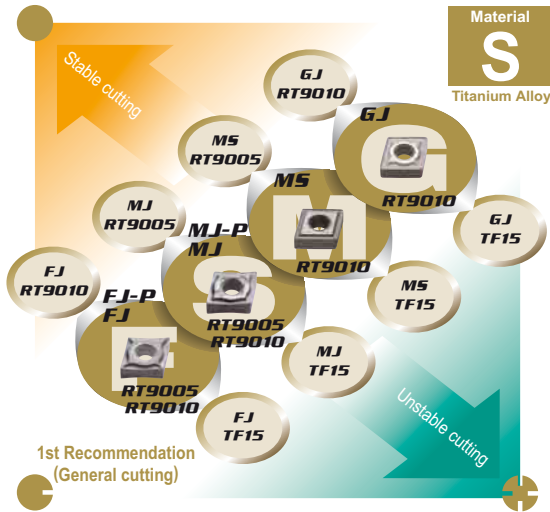 Material
S
Titanium Alloy
Stable cutting
GJ
RT9010
GJ
G
RT9010
MS
RT9005
MS
M
RT9010
GJ
TF15
MJ
RT9005
MJ-P
MJ
S
RT9005
RT9010
MS
TF15
FJ
RT9010
FJ-P
FJ
F
RT9005
RT9010
MJ
TF15
FJ
TF15
Unstable cutting
1st Recommendation
(General cutting)